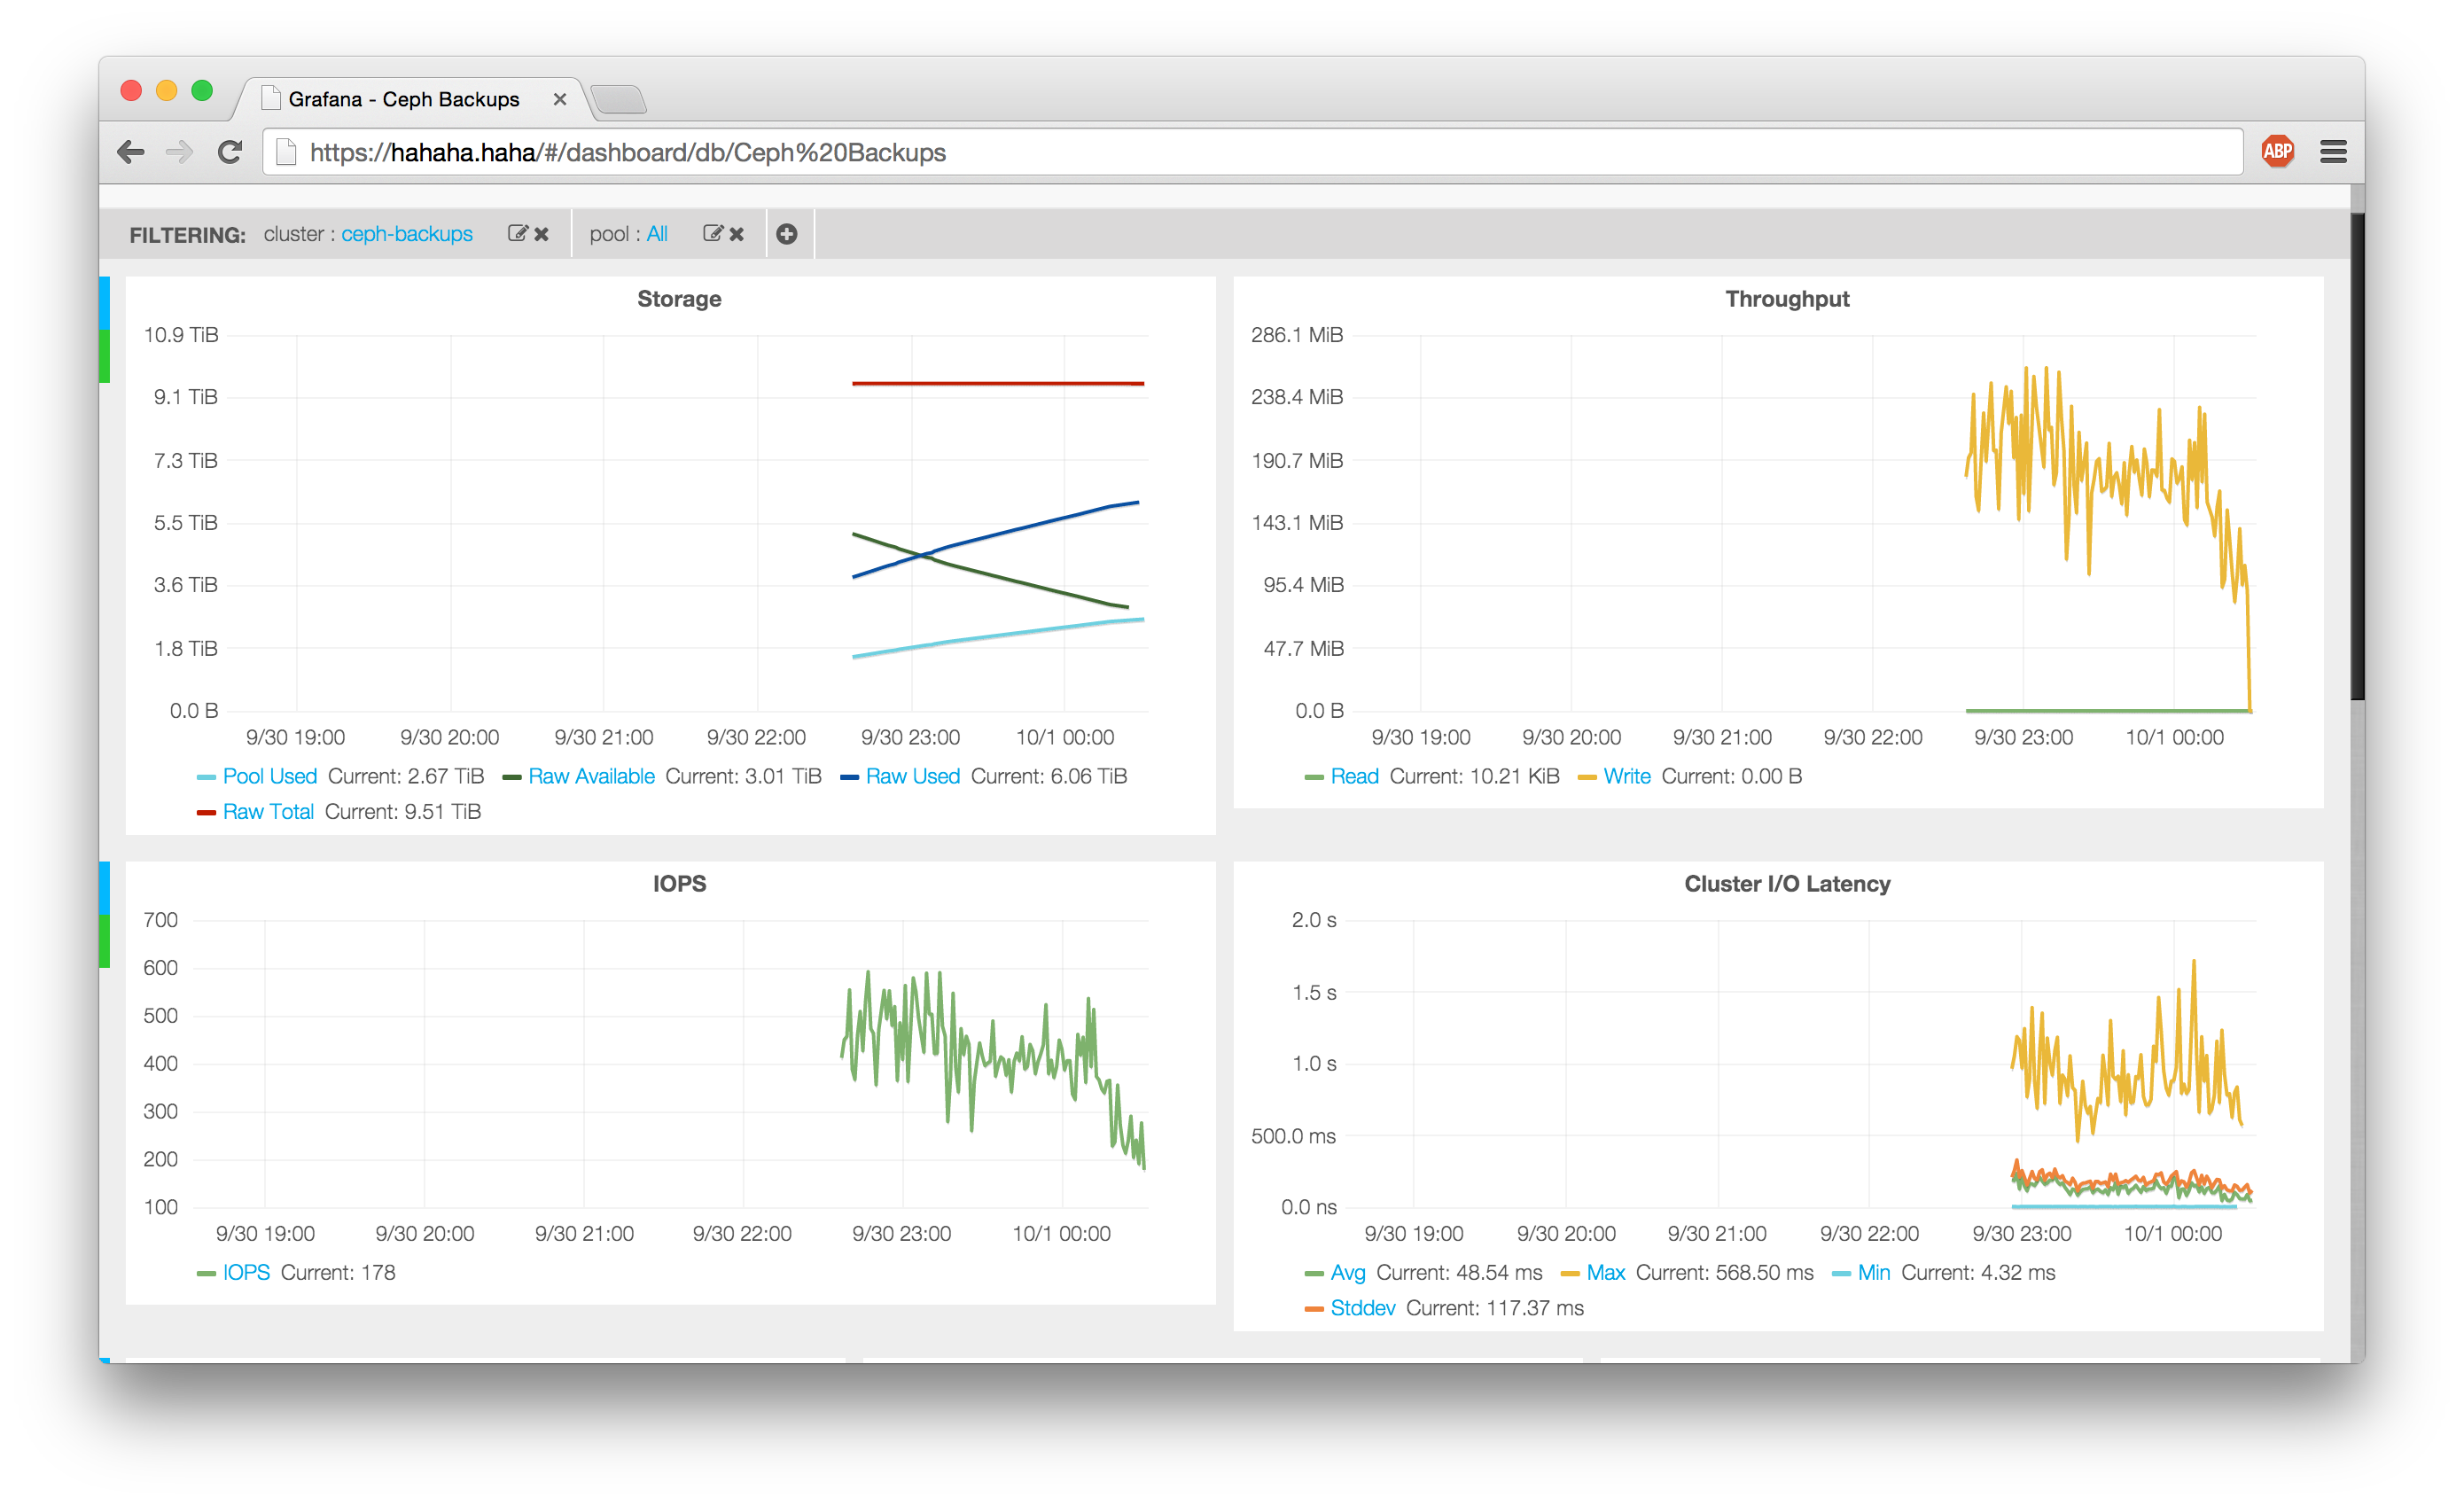 Grafana - Ceph Backups
https://hahaha.haha/#/dashboard/db/Ceph%20Backups
ABP
FILTERING: cluster : ceph-backups pool : All
Storage
10.9 TiB
9.1 TiB
7.3 TiB
5.5 TiB
3.6 TiB
1.8 TiB
0.0 B
9/30 19:00 9/30 20:00 9/30 21:00 9/30 22:00 9/30 23:00 10/1 00:00
Pool Used Current: 2.67 TiB Raw Available Current: 3.01 TiB Raw Used Current: 6.06 TiB
Raw Total Current: 9.51 TiB
Throughput
286.1 MiB
238.4 MiB
190.7 MiB
143.1 MiB
95.4 MiB
47.7 MiB
0.0 B
9/30 19:00 9/30 20:00 9/30 21:00 9/30 22:00 9/30 23:00 10/1 00:00
Read Current: 10.21 KiB Write Current: 0.00 B
IOPS
700
600
500
400
300
200
100
9/30 19:00 9/30 20:00 9/30 21:00 9/30 22:00 9/30 23:00 10/1 00:00
IOPS Current: 178
Cluster I/O Latency
2.0 s
1.5 s
1.0 s
500.0 ms
0.0 ns
9/30 19:00 9/30 20:00 9/30 21:00 9/30 22:00 9/30 23:00 10/1 00:00
Avg Current: 48.54 ms Max Current: 568.50 ms Min Current: 4.32 ms
Stddev Current: 117.37 ms